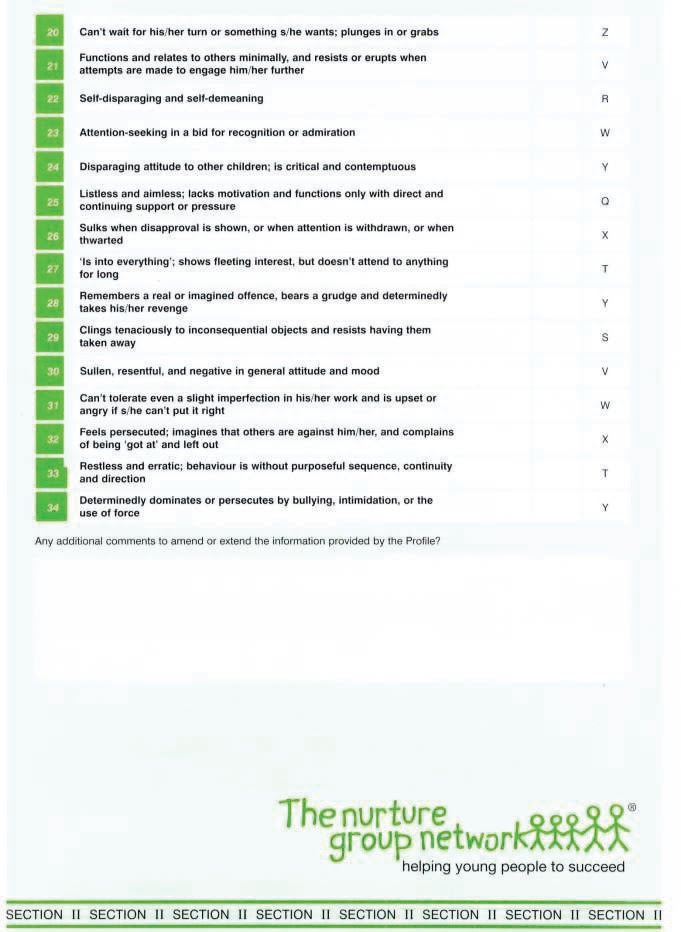 20 Can't wait for his/her turn or something s/he wants; plunges in or grabs Z
21 Functions and relates to others minimally, and resists or erupts when
attempts are made to engage him/her further V
22 Self-disparaging and self-demeaning R
23 Attention-seeking in a bid for recognition or admiration W
24 Disparaging attitude to other children; is critical and contemptuous Y
25 Listless and aimless; lacks motivation and functions only with direct and
continuing support or pressure Q
26 Sulks when disapproval is shown, or when attention is withdrawn, or when
thwarted X
27 'Is into everything'; shows fleeting interest, but doesn't attend to anything
for long T
28 Remembers a real or imagined offence, bears a grudge and determinedly
takes his/her revenge Y
29 Clings tenaciously to inconsequential objects and resists having them
taken away S
30 Sullen, resentful, and negative in general attitude and mood V
31 Can't tolerate even a slight imperfection in his/her work and is upset or
angry if s/he can't put it right W
32 Feels persecuted; imagines that others are against him/her, and complains
of being 'got at' and left out X
33 Restless and erratic; behaviour is without purposeful sequence, continuity
and direction T
34 Determinedly dominates or persecutes by bullying, intimidation, or the
use of force Y
Any additional comments to amend or extend the information provided by the Profile?
The nurture
group network ®
helping young people to succeed
SECTION II SECTION II SECTION II SECTION II SECTION II SECTION II SECTION II SECTION II